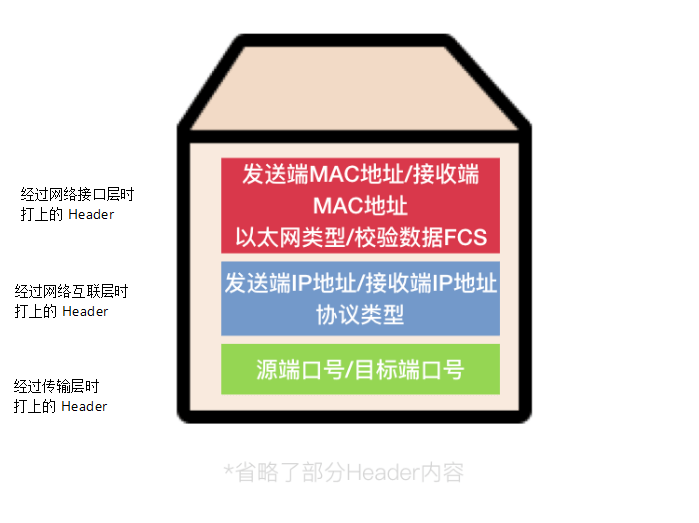 经过网络接口层时
打上的 Header
发送端MAC地址/接收端
MAC地址
以太网类型/校验数据FCS
经过网络互联层时
打上的 Header
发送端IP地址/接收端IP地址
协议类型
经过传输层时
打上的 Header
源端口号/目标端口号
*省略了部分Header内容